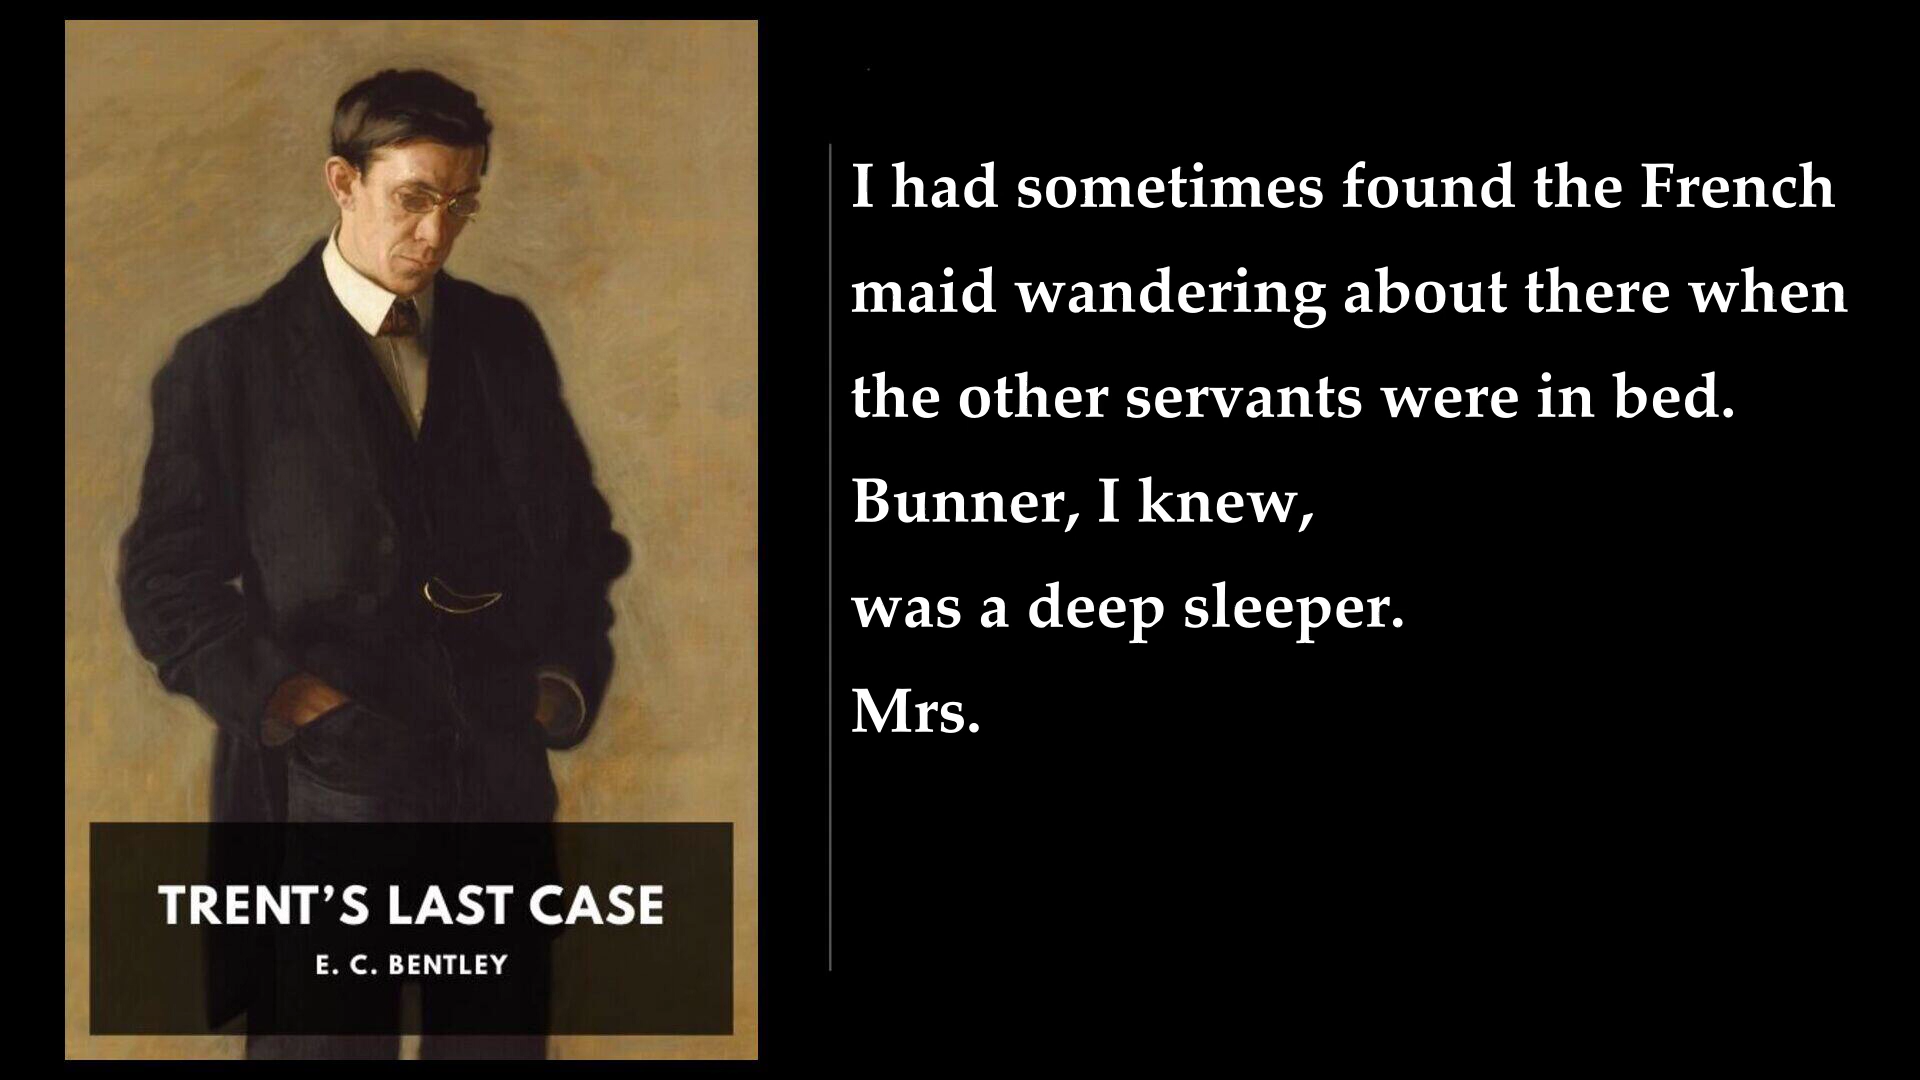 TRENT’S LAST CASE
E. C. BENTLEY
I had sometimes found the French
maid wandering about there when
the other servants were in bed.
Bunner, I knew,
was a deep sleeper.
Mrs.